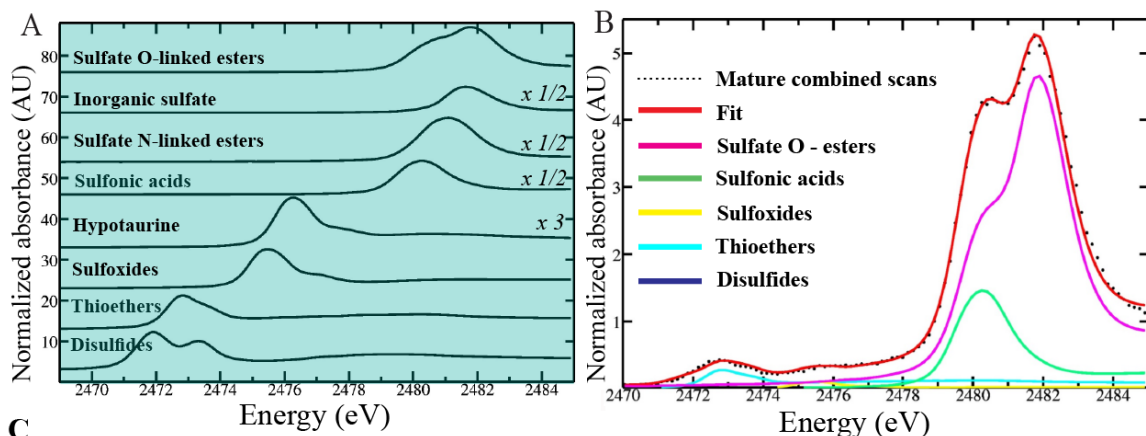 A
Normalized absorbance (AU)
80
70
60
50
40
30
20
10
Sulfate O-linked esters
Inorganic sulfate
x 1/2
Sulfate N-linked esters
x 1/2
Sulfonic acids
x 1/2
Hypotaurine
x 3
Sulfoxides
Thioethers
Disulfides
2470 2472 2474 2476 2478 2480 2482 2484
Energy (eV)
B
Normalized absorbance (AU)
5
4
3
2
1
Mature combined scans
Fit
Sulfate O - esters
Sulfonic acids
Sulfoxides
Thioethers
Disulfides
2470 2472 2474 2476 2478 2480 2482 2484
Energy (eV)
C